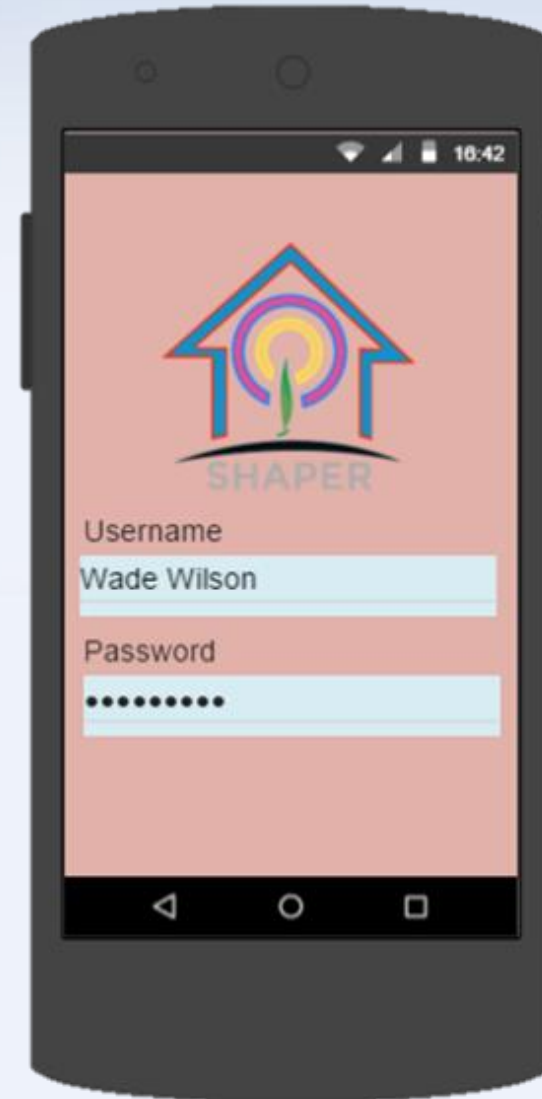 16:42
SHAPER
Username
Wade Wilson
Password
•••••••••